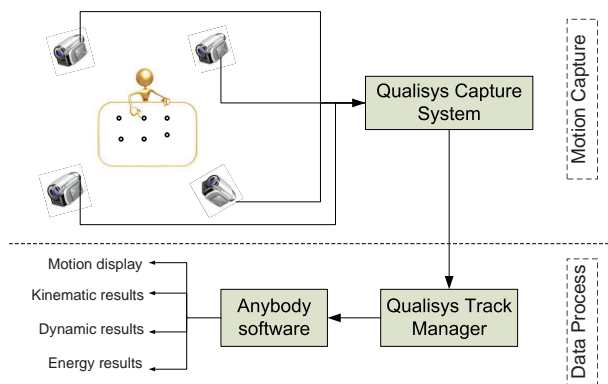 Qualisys Capture
System
Motion Capture
Motion display
Kinematic results
Dynamic results
Energy results
Anybody
software
Qualisys Track
Manager
Data Process